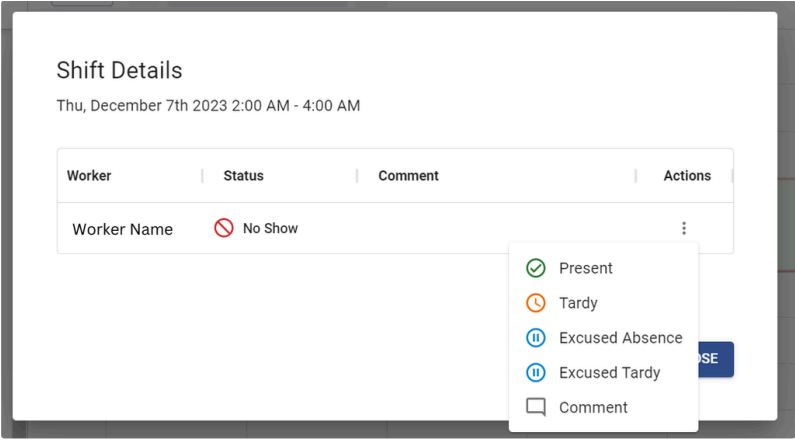 Shift Details
Thu, December 7th 2023 2:00 AM - 4:00 AM
Worker Status Comment Actions
Worker Name No Show
Present
Tardy
Excused Absence
OSE
Excused Tardy
Comment